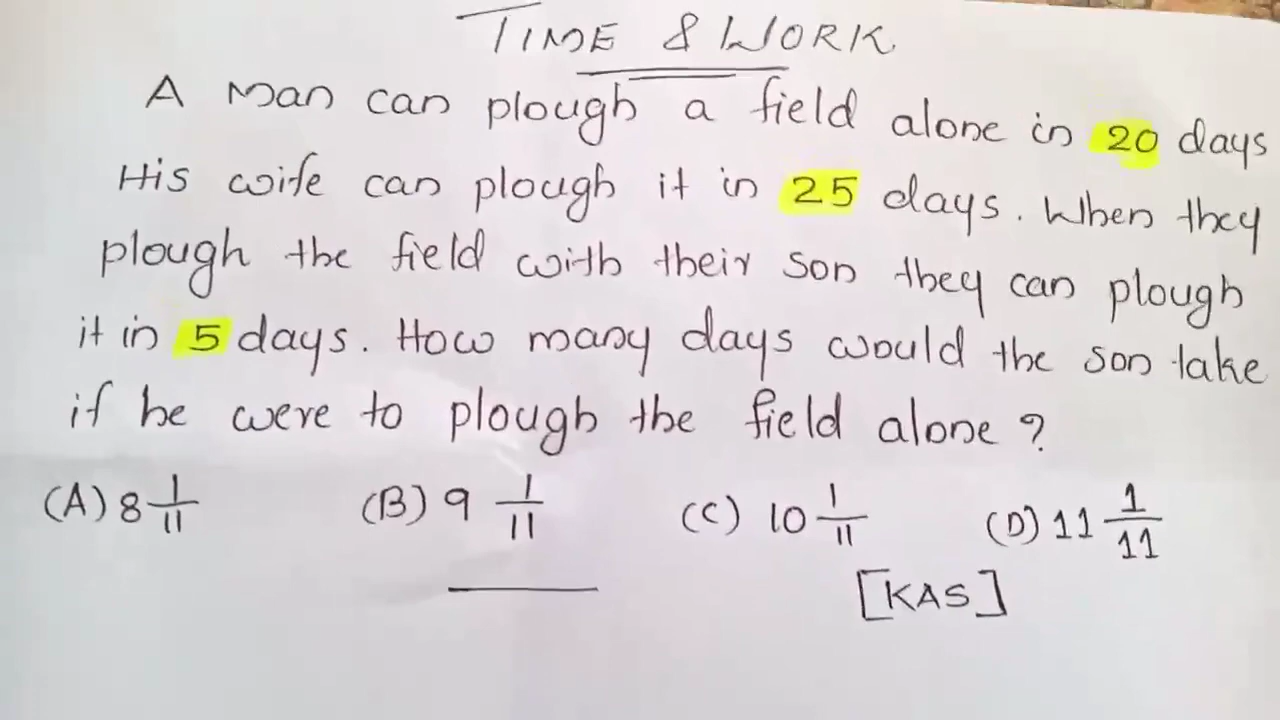 TIME & WORK
A Man can plough a field alone in 20 days
His wife can plough it in 25 days. When they
plough the field with their son they can plough
it in 5 days. How many days would the son take
if he were to plough the field alone ?
(A) 8 1/11 (B) 9 1/11 (C) 10 1/11 (D) 11 1/11
[KAS]